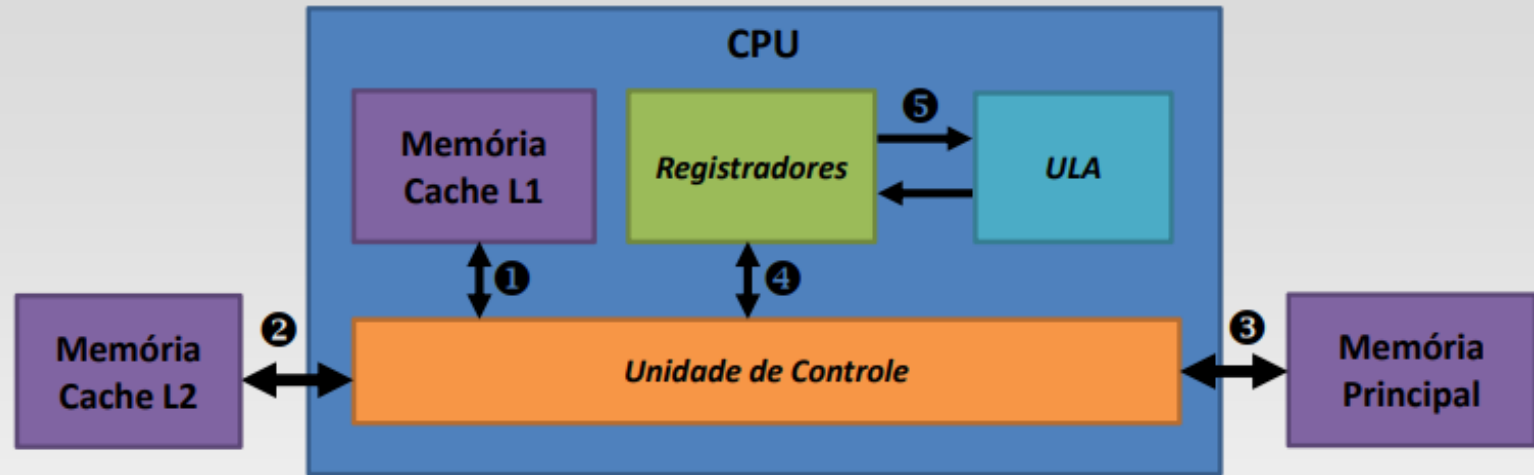 CPU
❺
Memória
Cache L1
Registradores
ULA
❶
❹
❷
❸
Memória
Cache L2
Unidade de Controle
Memória
Principal